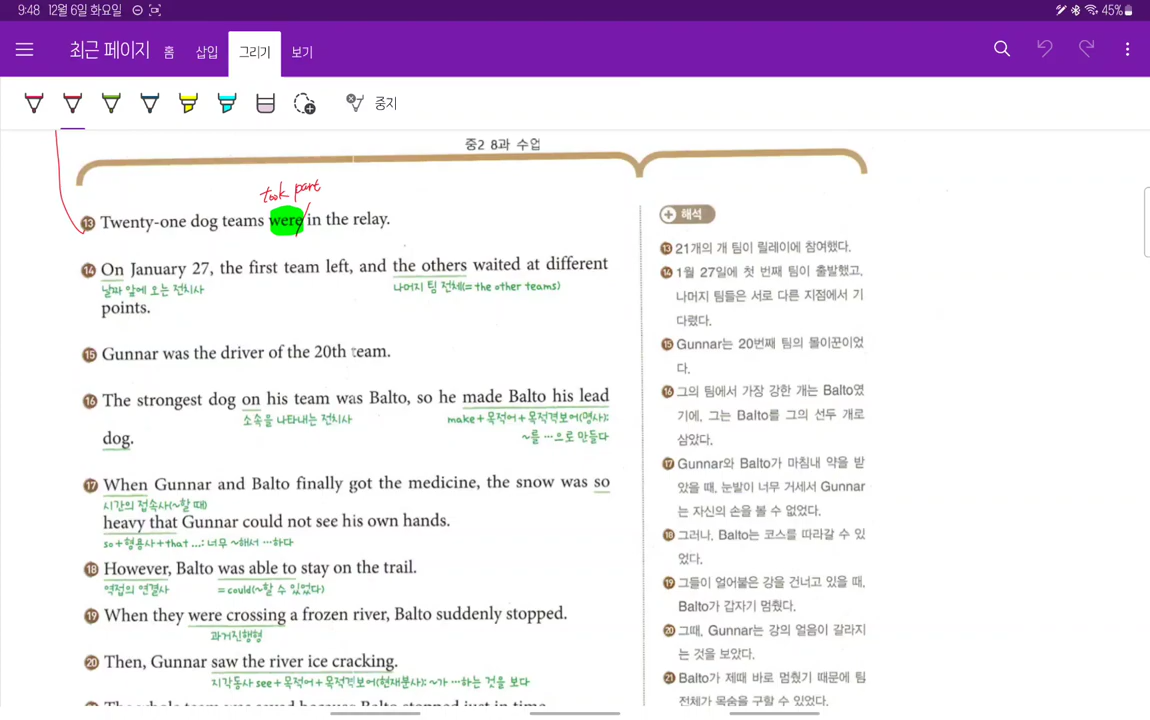 9:48 12월 6일 화요일
45%
최근 페이지 홈 삽입 그리기 보기
중지
중2 8과 수업
took part
13 Twenty-one dog teams were in the relay.
14 On January 27, the first team left, and the others waited at different
날짜 앞에 오는 전치사 나머지 팀 전체(= the other teams)
points.
15 Gunnar was the driver of the 20th team.
16 The strongest dog on his team was Balto, so he made Balto his lead
소속을 나타내는 전치사 make+목적어+목적격보어(명사):
~를 …으로 만들다
dog.
17 When Gunnar and Balto finally got the medicine, the snow was so
시간의 접속사(~할 때)
heavy that Gunnar could not see his own hands.
so+형용사+that …: 너무 ~해서 …하다
18 However, Balto was able to stay on the trail.
역접의 연결사 = could(~할 수 있었다)
19 When they were crossing a frozen river, Balto suddenly stopped.
과거진행형
20 Then, Gunnar saw the river ice cracking.
지각동사 see+목적어+목적격보어(현재분사): ~가 …하는 것을 보다
The whole team was saved because Balto stopped just in time.
+ 해석
13 21개의 개 팀이 릴레이에 참여했다.
14 1월 27일에 첫 번째 팀이 출발했고,
나머지 팀들은 서로 다른 지점에서 기
다렸다.
15 Gunnar는 20번째 팀의 몰이꾼이었
다.
16 그의 팀에서 가장 강한 개는 Balto였
기에, 그는 Balto를 그의 선두 개로
삼았다.
17 Gunnar와 Balto가 마침내 약을 받
았을 때, 눈발이 너무 거세서 Gunnar
는 자신의 손을 볼 수 없었다.
18 그러나, Balto는 코스를 따라갈 수 있
었다.
19 그들이 얼어붙은 강을 건너고 있을 때,
Balto가 갑자기 멈췄다.
20 그때, Gunnar는 강의 얼음이 갈라지
는 것을 보았다.
21 Balto가 제때 바로 멈췄기 때문에 팀
전체가 목숨을 구할 수 있었다.